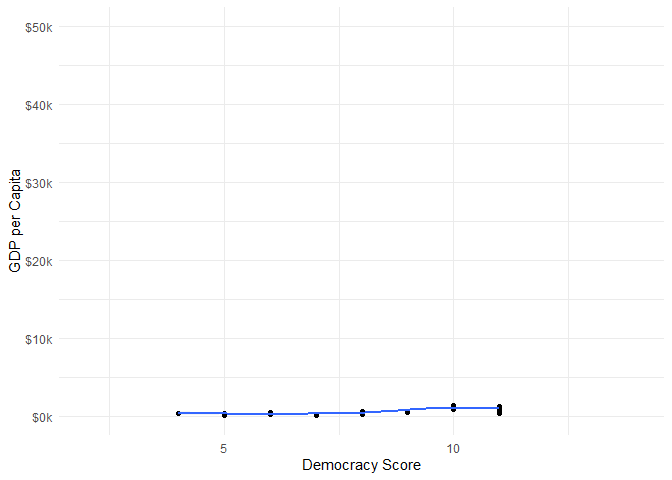 $50k
$40k
$30k
$20k
$10k
$0k
GDP per Capita
5
10
Democracy Score